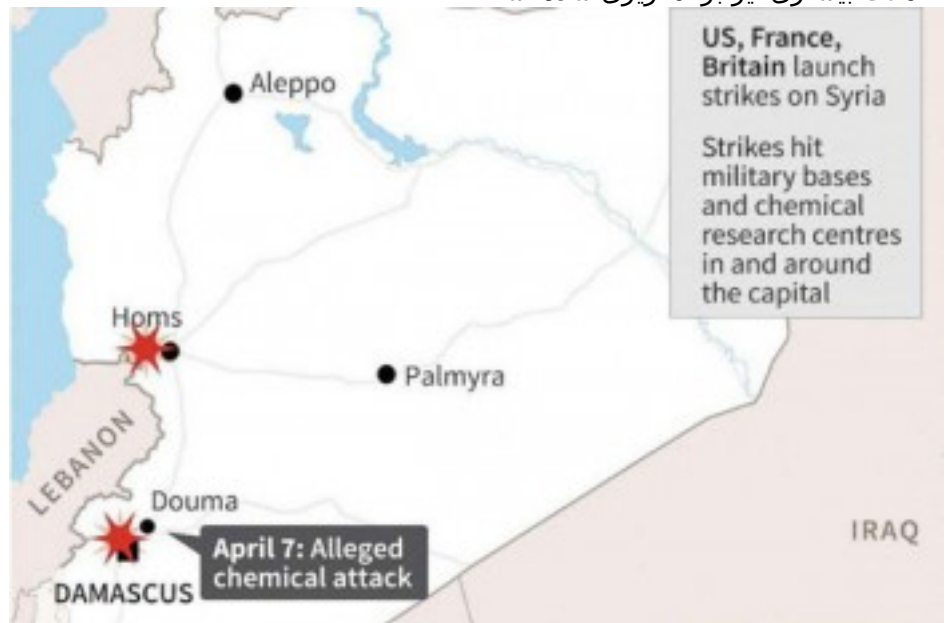 US, France,
Britain launch
strikes on Syria
Strikes hit
military bases
and chemical
research centres
in and around
the capital
Aleppo
Homs
Palmyra
LEBANON
Douma
April 7: Alleged
chemical attack
IRAQ
DAMASCUS